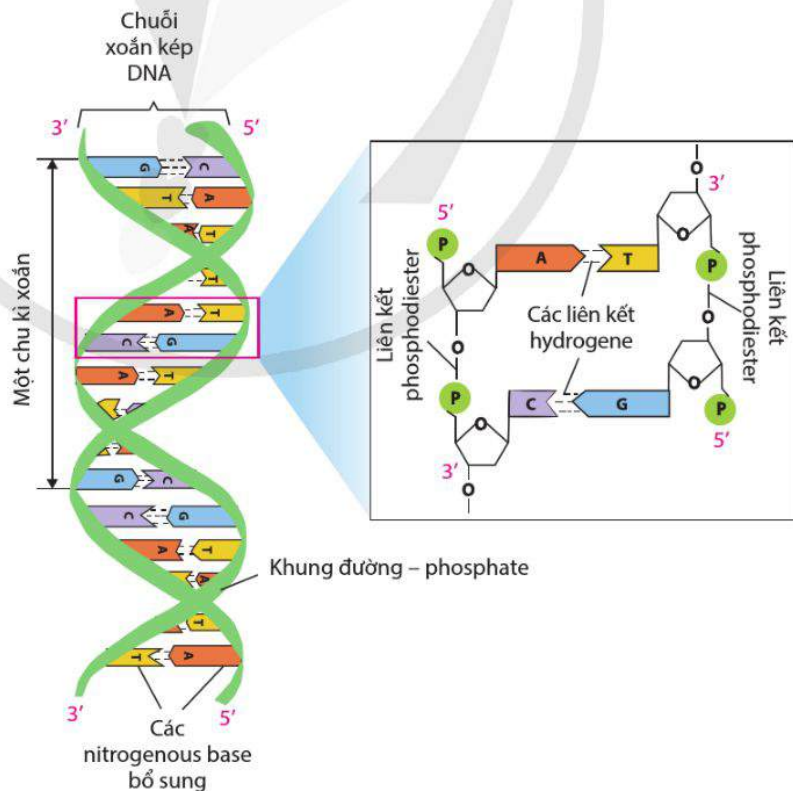 Chuỗi
xoắn kép
DNA
3' 5'
G C
T A
A T
T
A T
C G
A T
G C
C G
A T
A
T
T A
Một chu kì xoắn
Khung đường – phosphate
3' 5'
Các
nitrogenous base
bổ sung
O
3'
5'
P
O
A T
O
P
Liên kết
phosphodiester
Các liên kết
hydrogene
Liên kết
phosphodiester
O
O
P
O
C G
O
P
3'
5'
O